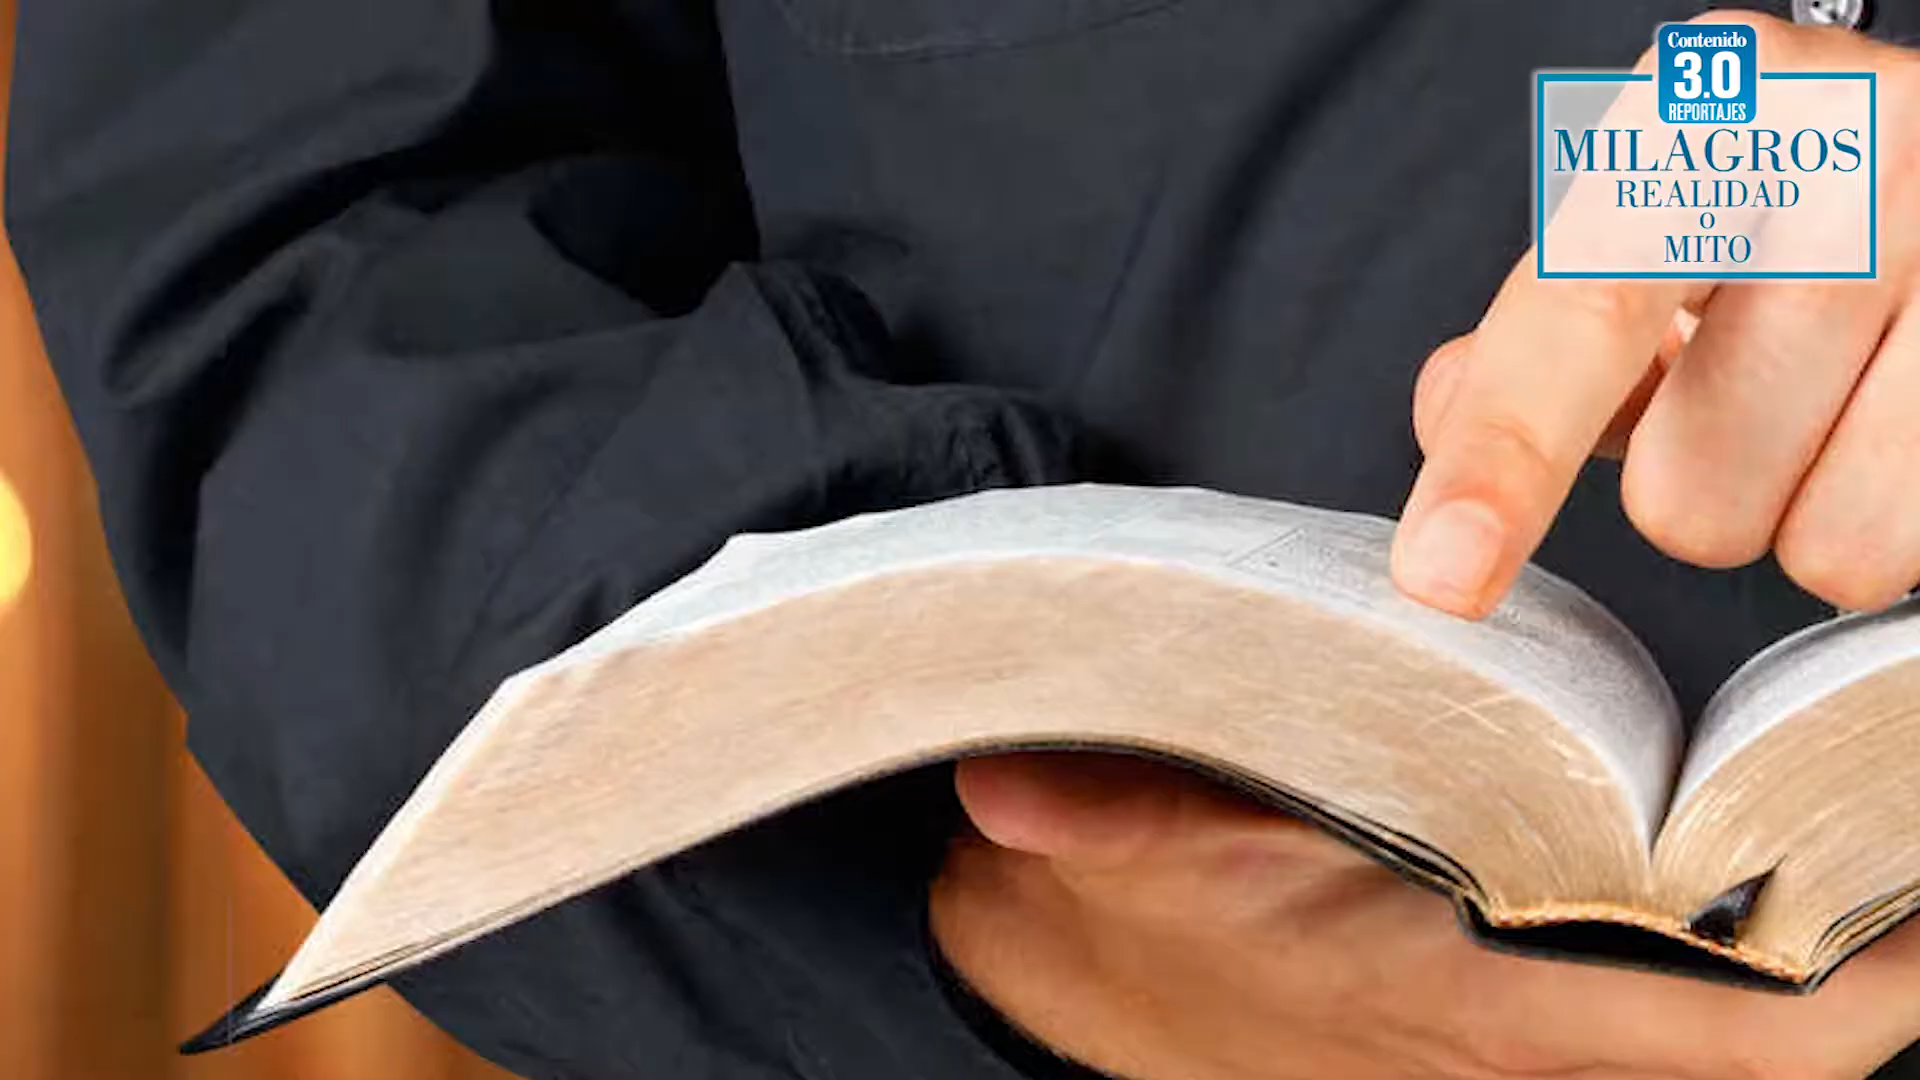 Contenido
3.0
REPORTAJES
MILAGROS
REALIDAD
O
MITO